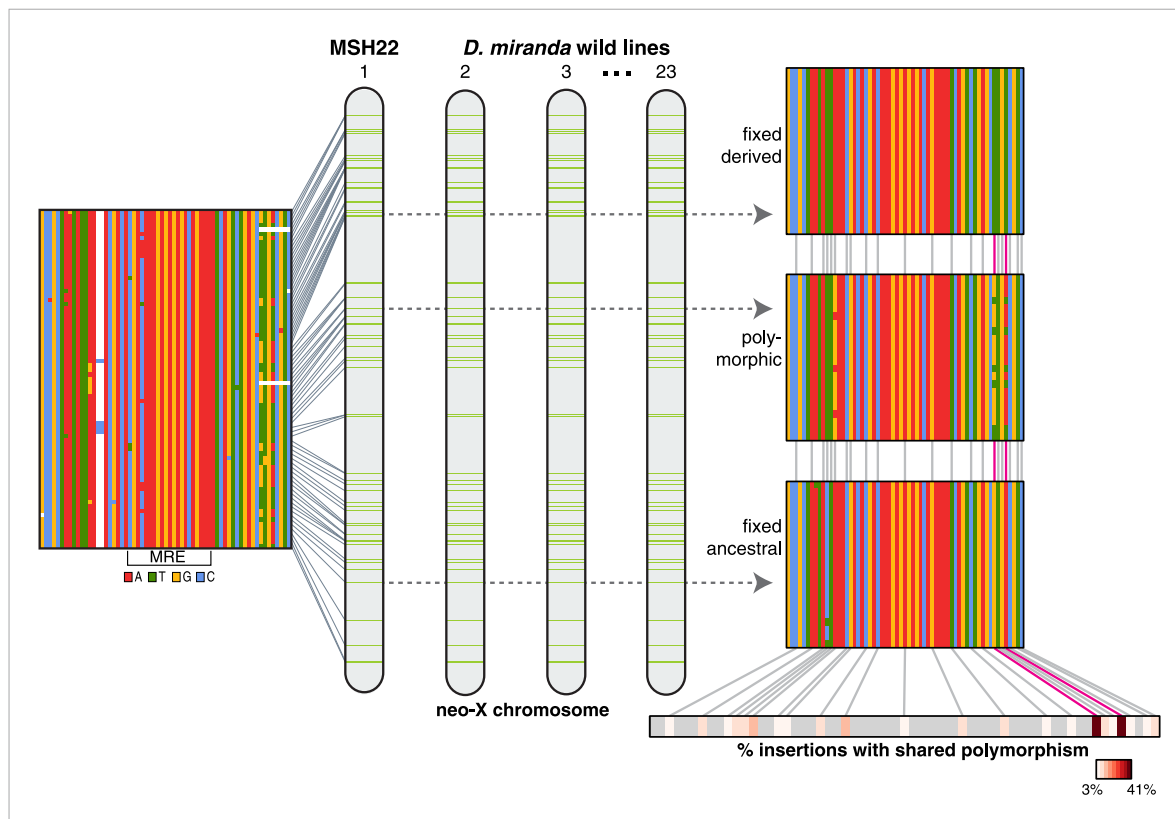 MSH22
D. miranda wild lines
1
2
3
23
fixed
derived
poly-
morphic
fixed
ancestral
MRE
A T G C
neo-X chromosome
% insertions with shared polymorphism
3% 41%